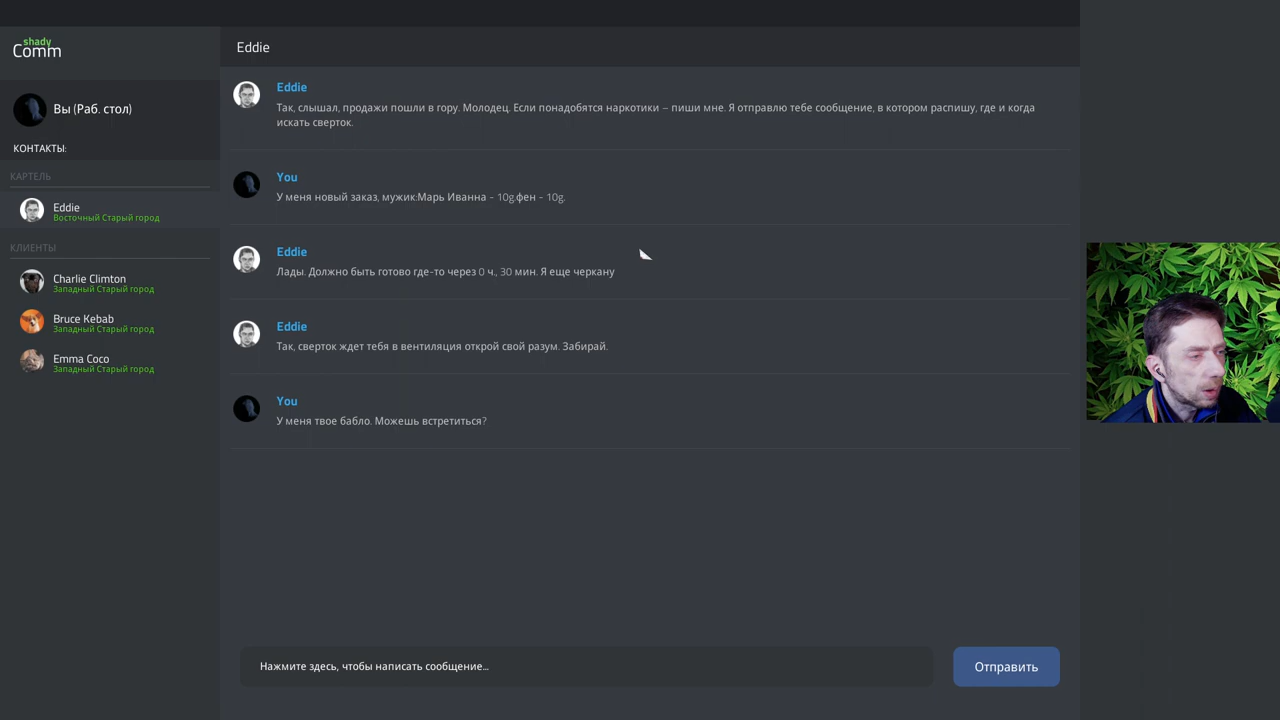 shady
Comm
Вы (Раб. стол)
КОНТАКТЫ:
КАРТЕЛЬ
Eddie
Восточный Старый город
КЛИЕНТЫ
Charlie Climton
Западный Старый город
Bruce Kebab
Западный Старый город
Emma Coco
Западный Старый город
Eddie
Eddie
Так, слышал, продажи пошли в гору. Молодец. Если понадобятся наркотики – пиши мне. Я отправлю тебе сообщение, в котором распишу, где и когда
искать сверток.
You
У меня новый заказ, мужик:Марь Иванна - 10g.фен - 10g.
Eddie
Лады. Должно быть готово где-то через 0 ч., 30 мин. Я еще черкану
Eddie
Так, сверток ждет тебя в вентиляция открой свой разум. Забирай.
You
У меня твое бабло. Можешь встретиться?
Нажмите здесь, чтобы написать сообщение...
Отправить